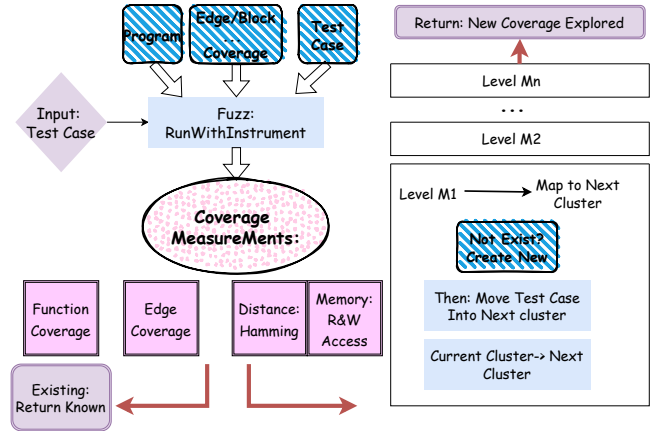 Program
Edge/Block
...
Coverage
Test
Case
Input:
Test Case
Fuzz:
RunWithInstrument
Coverage
MeasureMents:
Function
Coverage
Edge
Coverage
Distance:
Hamming
Memory:
R&W
Access
Existing:
Return Known
Return: New Coverage Explored
Level Mn
...
Level M2
Level M1
Map to Next
Cluster
Not Exist?
Create New
Then: Move Test Case
Into Next cluster
Current Cluster-> Next
Cluster